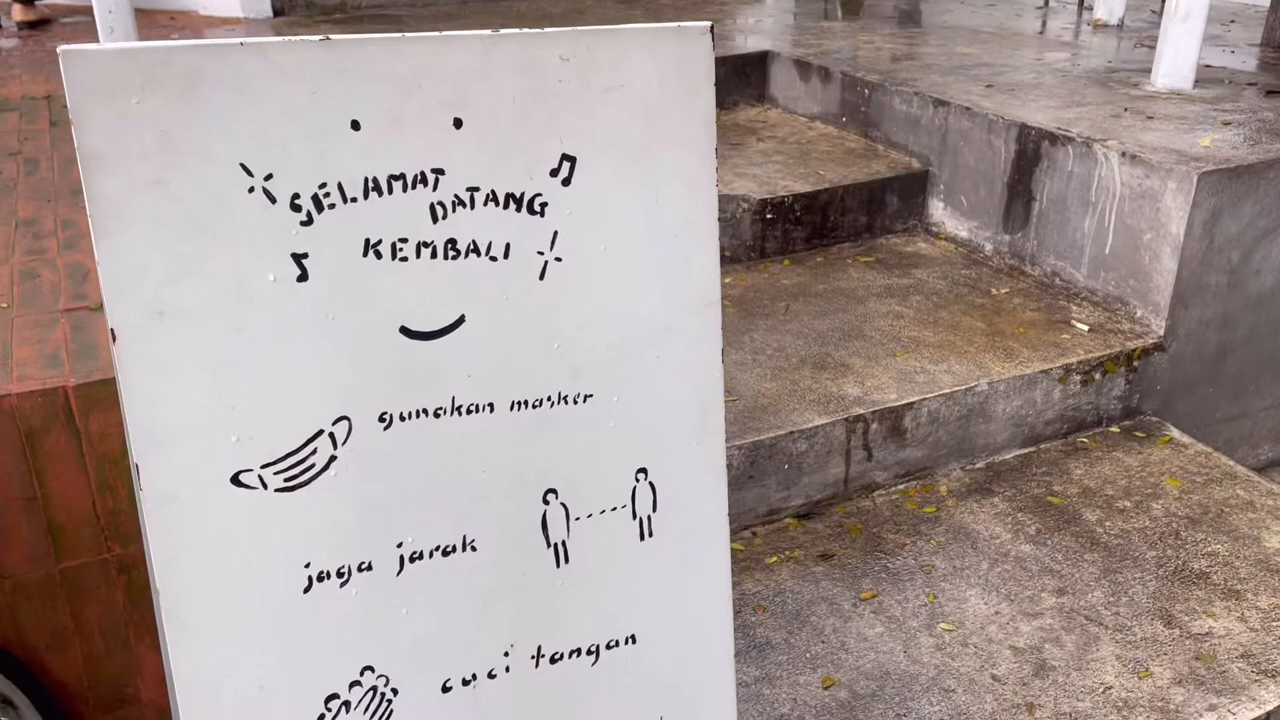 SELAMAT
DATANG
KEMBALI
gunakan masker
jaga jarak
cuci tangan